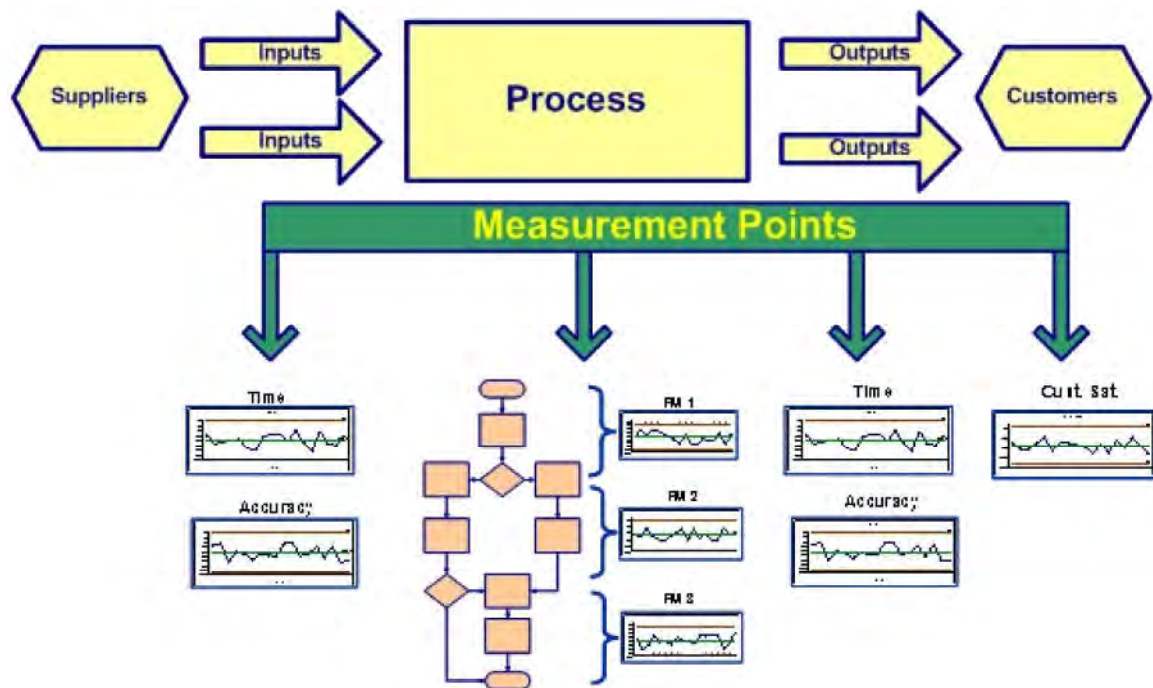 Suppliers
Inputs
Inputs
Process
Outputs
Outputs
Customers
Measurement Points
Time
Accuracy
PM 1
PM 2
PM 3
Time
Accuracy
Cust Sat